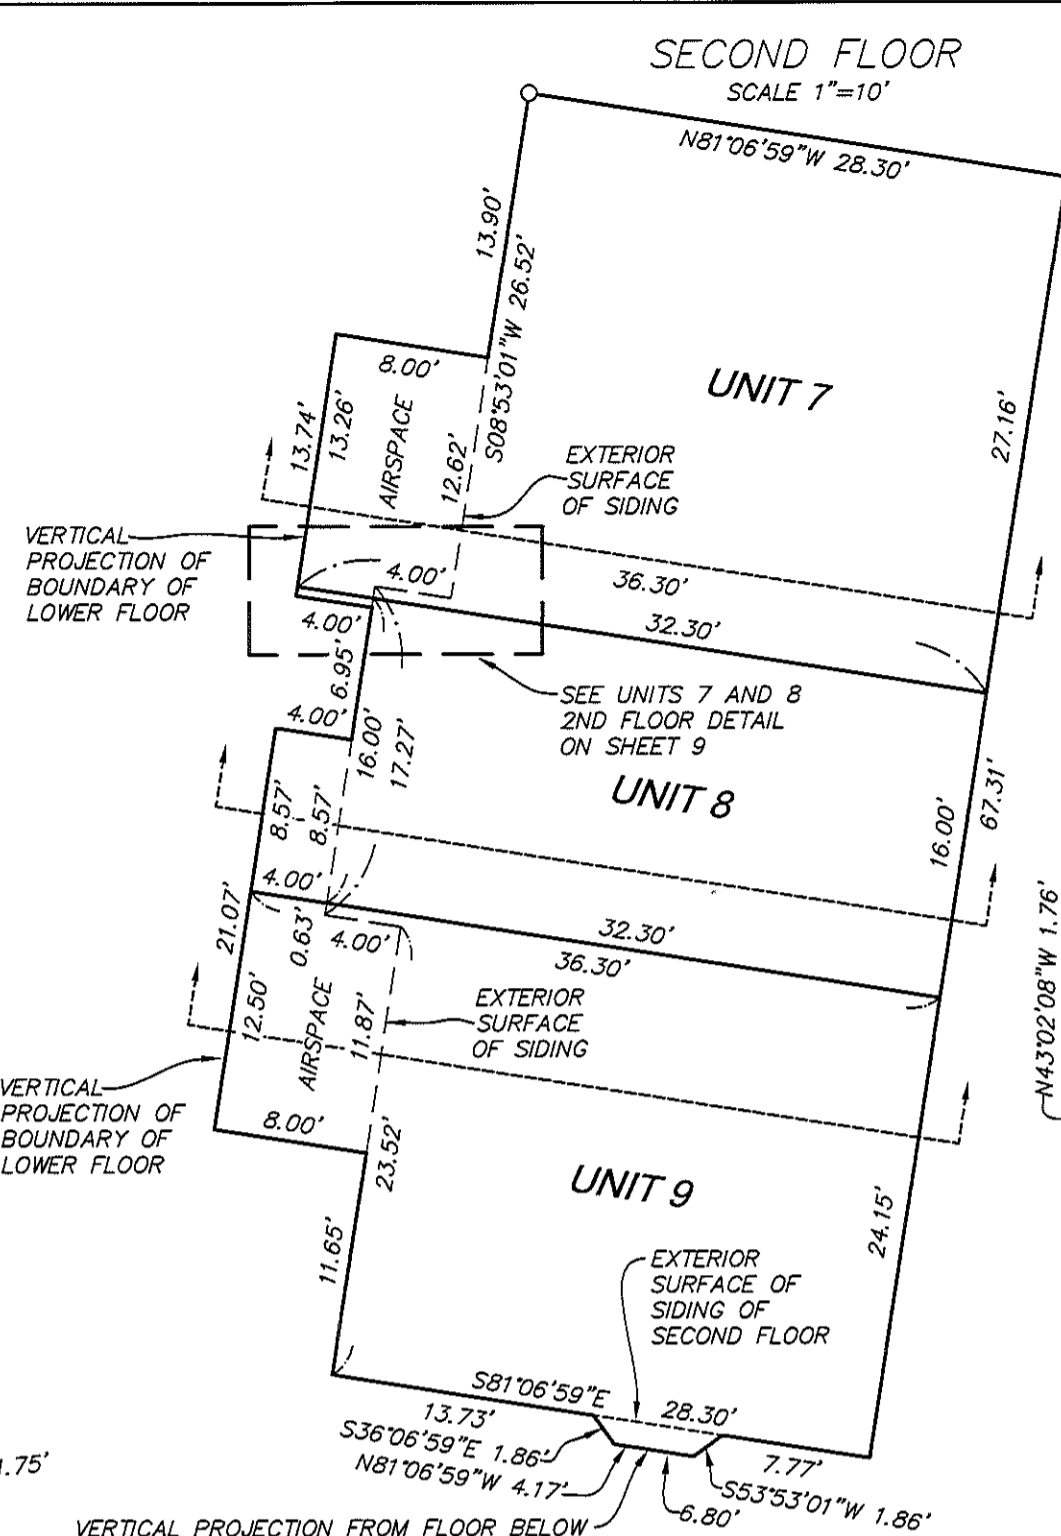 SECOND FLOOR
SCALE 1"=10'
N81°06'59"W 28.30'
13.90'
S08°53'01"W 26.52'
8.00'
UNIT 7
27.16'
13.74'
13.26'
AIRSPACE
12.62'
EXTERIOR
SURFACE
OF SIDING
VERTICAL
PROJECTION OF
BOUNDARY OF
LOWER FLOOR
4.00'
36.30'
4.00'
32.30'
6.95'
SEE UNITS 7 AND 8
2ND FLOOR DETAIL
ON SHEET 9
4.00'
16.00'
17.27'
UNIT 8
8.57'
8.57'
16.00'
67.31'
4.00'
N43°02'08"W 1.76'
21.07'
0.63'
4.00'
32.30'
36.30'
12.50'
AIRSPACE
11.87'
EXTERIOR
SURFACE
OF SIDING
VERTICAL
PROJECTION OF
BOUNDARY OF
LOWER FLOOR
8.00'
23.52'
UNIT 9
24.15'
11.65'
EXTERIOR
SURFACE OF
SIDING OF
SECOND FLOOR
S81°06'59"E
28.30'
13.73'
S36°06'59"E 1.86'
N81°06'59"W 4.17'
7.77'
S53°53'01"W 1.86'
6.80'
.75'
VERTICAL PROJECTION FROM FLOOR BELOW